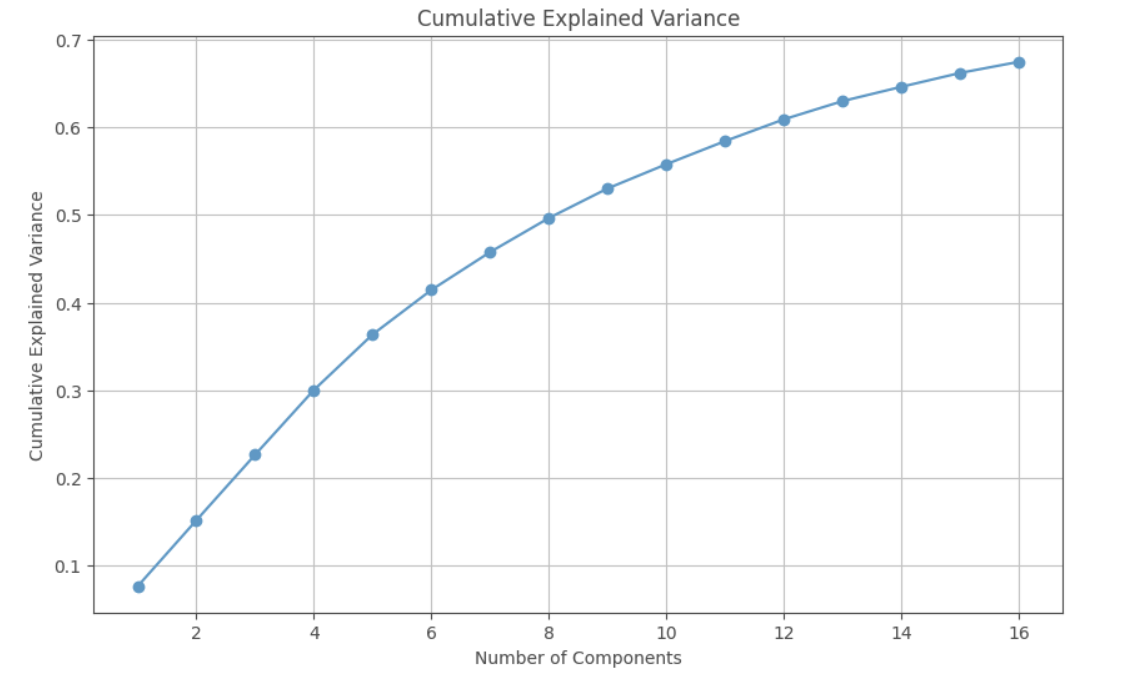 Cumulative Explained Variance
Cumulative Explained Variance
0.7
0.6
0.5
0.4
0.3
0.2
0.1
2 4 6 8 10 12 14 16
Number of Components